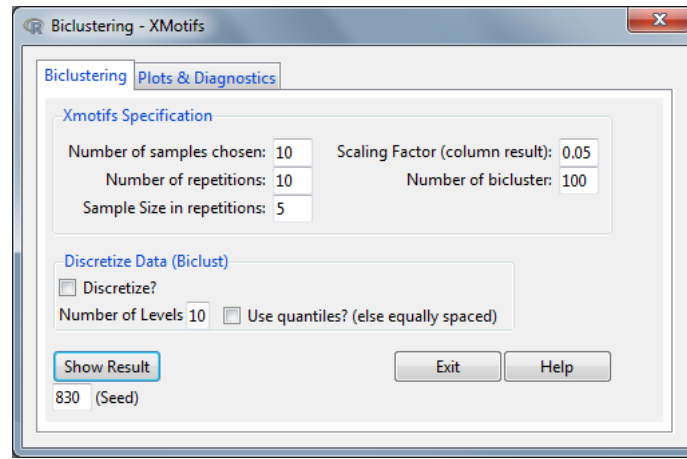 Biclustering - XMotifs
Biclustering Plots & Diagnostics
Xmotifs Specification
Number of samples chosen: 10 Scaling Factor (column result): 0.05
Number of repetitions: 10 Number of bicluster: 100
Sample Size in repetitions: 5
Discretize Data (Biclust)
Discretize?
Number of Levels 10 Use quantiles? (else equally spaced)
Show Result Exit Help
830 (Seed)